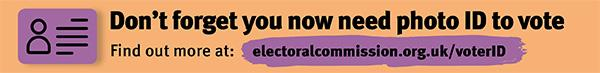 Don’t forget you now need photo ID to vote
Find out more at: electoralcommission.org.uk/voterID